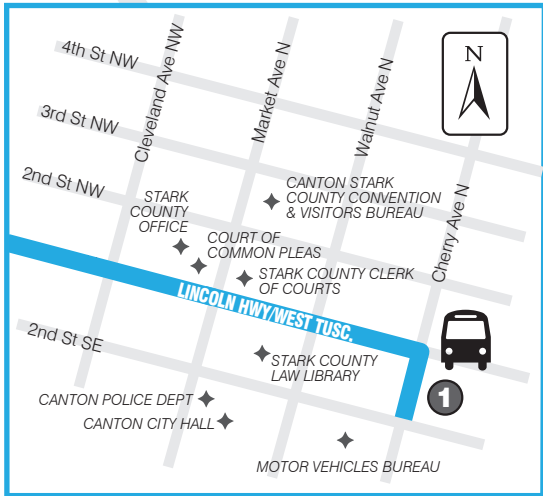 4th St NW
3rd St NW
2nd St NW
Cleveland Ave NW
Market Ave N
Walnut Ave N
Cherry Ave N
N
CANTON STARK
COUNTY CONVENTION
& VISITORS BUREAU
STARK
COUNTY
OFFICE
COURT OF
COMMON PLEAS
STARK COUNTY CLERK
OF COURTS
LINCOLN HWY/WEST TUSC.
2nd St SE
STARK COUNTY
LAW LIBRARY
1
CANTON POLICE DEPT
CANTON CITY HALL
MOTOR VEHICLES BUREAU